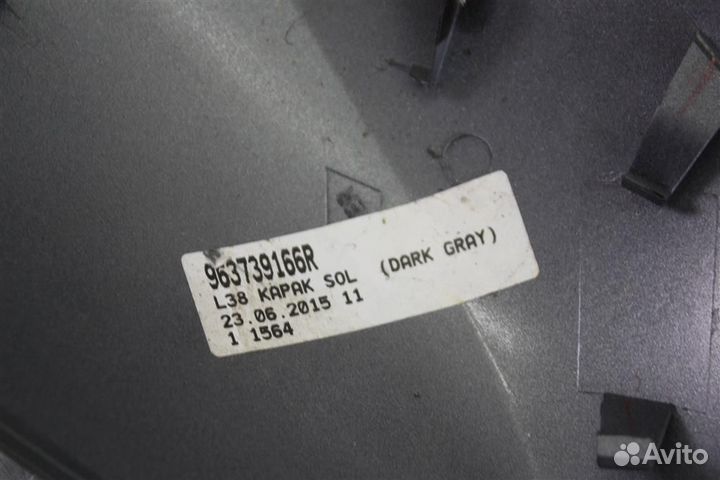 963739166R
L38 KAPAK SOL (DARK GRAY)
23.06.2015 11
1 1564
Avito